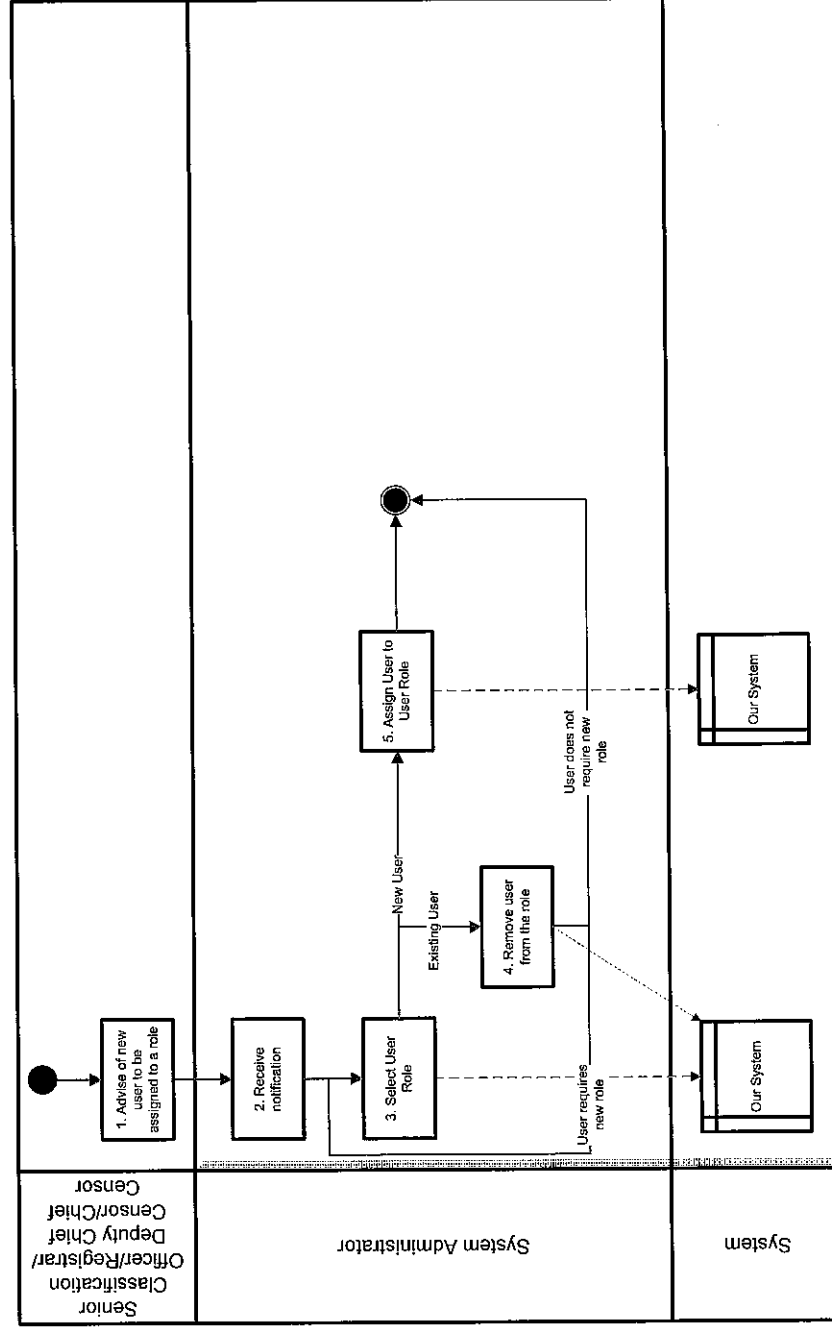 Senior
Classification
Officer/Registrar/
Deputy Chief
Censor/Chief
Censor
1. Advise of new
user to be
assigned to a role
System Administrator
2. Receive
notification
3. Select User
Role
New User
Existing User
4. Remove user
from the role
5. Assign User to
User Role
User requires
new role
User does not
require new
role
System
Our System
Our System